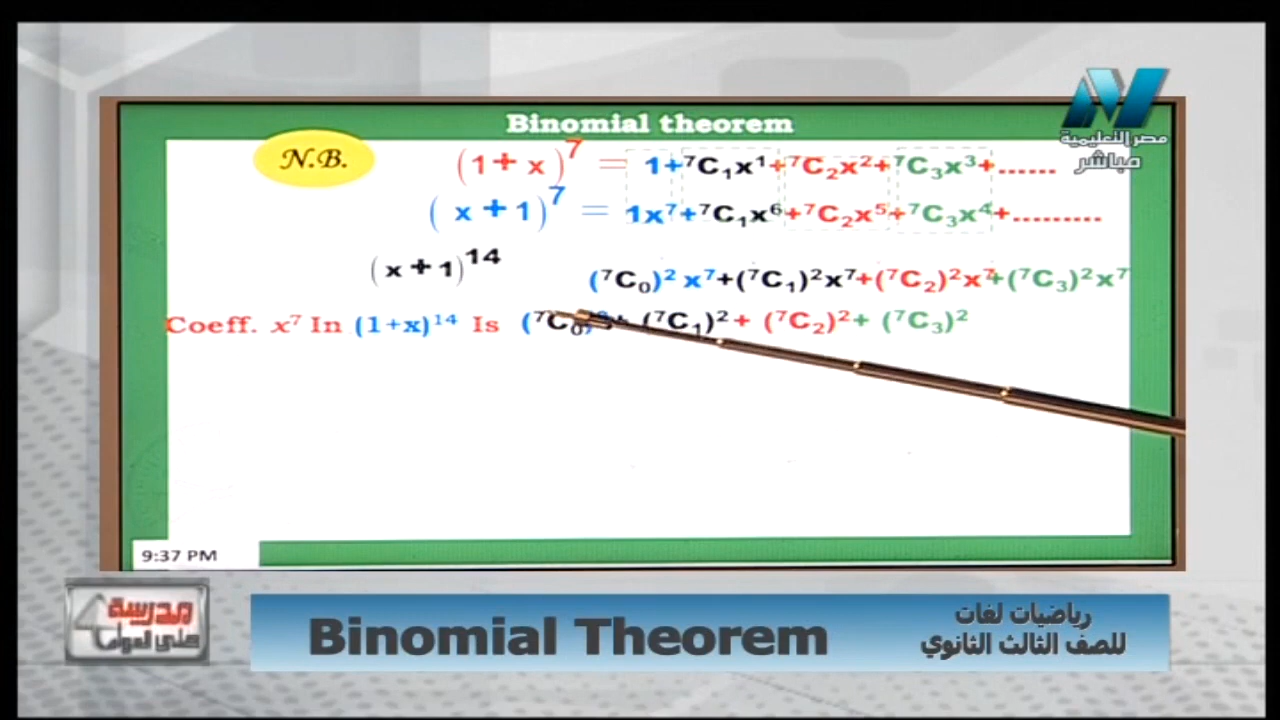 Binomial theorem
مصر التعليمية
مباشر
N.B.
(1+ x)⁷ = 1+⁷C₁x¹+⁷C₂x²+⁷C₃x³+......
( x +1)⁷ = 1x⁷+⁷C₁x⁶+⁷C₂x⁵+⁷C₃x⁴+.........
(x+1)¹⁴
(⁷C₀)² x⁷+(⁷C₁)²x⁷+(⁷C₂)²x⁷+(⁷C₃)²x⁷
Coeff. x⁷ In (1+x)¹⁴ Is (⁷C₀)²+ (⁷C₁)²+ (⁷C₂)²+ (⁷C₃)²
9:37 PM
مدرسة
على الهواء
Binomial Theorem
رياضيات لغات
للصف الثالث الثانوي